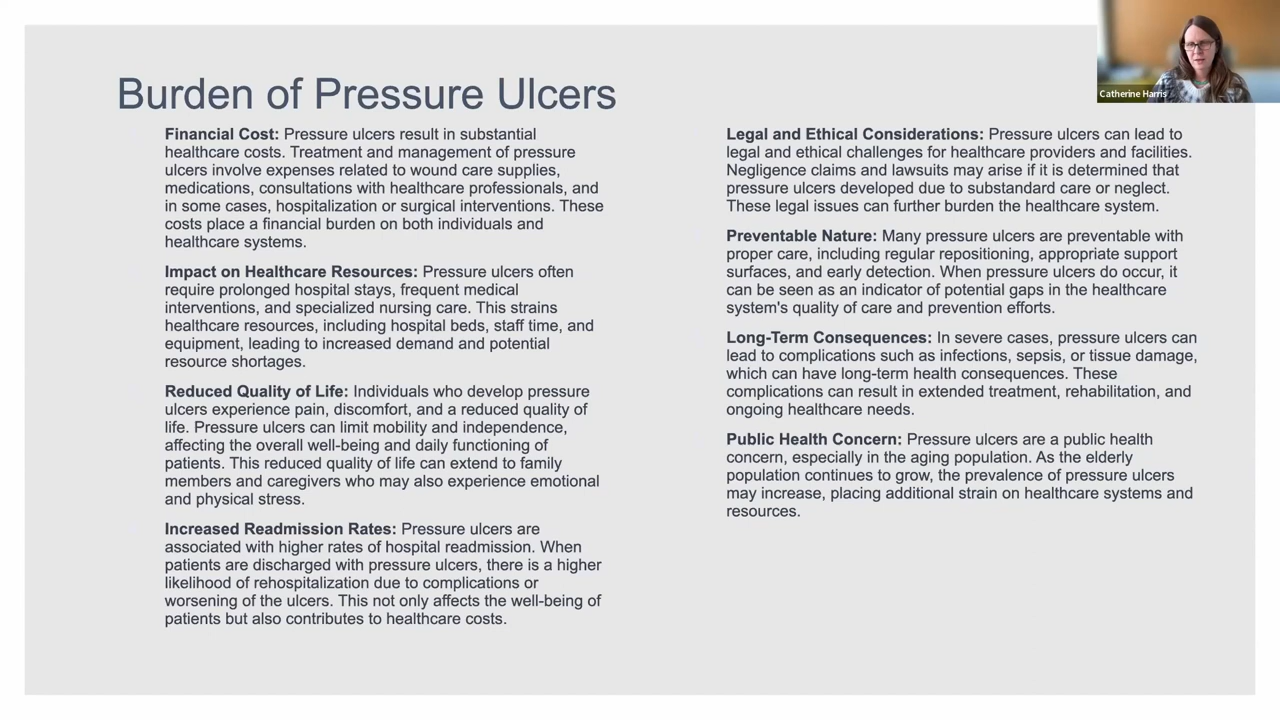 Burden of Pressure Ulcers
Financial Cost: Pressure ulcers result in substantial
healthcare costs. Treatment and management of pressure
ulcers involve expenses related to wound care supplies,
medications, consultations with healthcare professionals, and
in some cases, hospitalization or surgical interventions. These
costs place a financial burden on both individuals and
healthcare systems.
Impact on Healthcare Resources: Pressure ulcers often
require prolonged hospital stays, frequent medical
interventions, and specialized nursing care. This strains
healthcare resources, including hospital beds, staff time, and
equipment, leading to increased demand and potential
resource shortages.
Reduced Quality of Life: Individuals who develop pressure
ulcers experience pain, discomfort, and a reduced quality of
life. Pressure ulcers can limit mobility and independence,
affecting the overall well-being and daily functioning of
patients. This reduced quality of life can extend to family
members and caregivers who may also experience emotional
and physical stress.
Increased Readmission Rates: Pressure ulcers are
associated with higher rates of hospital readmission. When
patients are discharged with pressure ulcers, there is a higher
likelihood of rehospitalization due to complications or
worsening of the ulcers. This not only affects the well-being of
patients but also contributes to healthcare costs.
Legal and Ethical Considerations: Pressure ulcers can lead to
legal and ethical challenges for healthcare providers and facilities.
Negligence claims and lawsuits may arise if it is determined that
pressure ulcers developed due to substandard care or neglect.
These legal issues can further burden the healthcare system.
Preventable Nature: Many pressure ulcers are preventable with
proper care, including regular repositioning, appropriate support
surfaces, and early detection. When pressure ulcers do occur, it
can be seen as an indicator of potential gaps in the healthcare
system's quality of care and prevention efforts.
Long-Term Consequences: In severe cases, pressure ulcers can
lead to complications such as infections, sepsis, or tissue damage,
which can have long-term health consequences. These
complications can result in extended treatment, rehabilitation, and
ongoing healthcare needs.
Public Health Concern: Pressure ulcers are a public health
concern, especially in the aging population. As the elderly
population continues to grow, the prevalence of pressure ulcers
may increase, placing additional strain on healthcare systems and
resources.
Catherine Harris